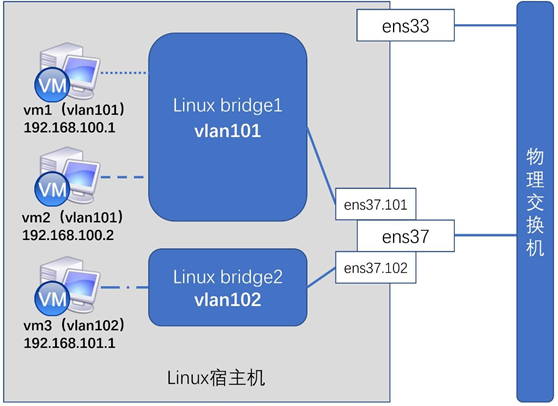 ens33
VM
vm1（vlan101）
192.168.100.1
Linux bridge1
vlan101
VM
vm2（vlan101）
192.168.100.2
ens37.101
ens37
ens37.102
Linux bridge2
vlan102
VM
vm3（vlan102）
192.168.101.1
Linux宿主机
物理交换机